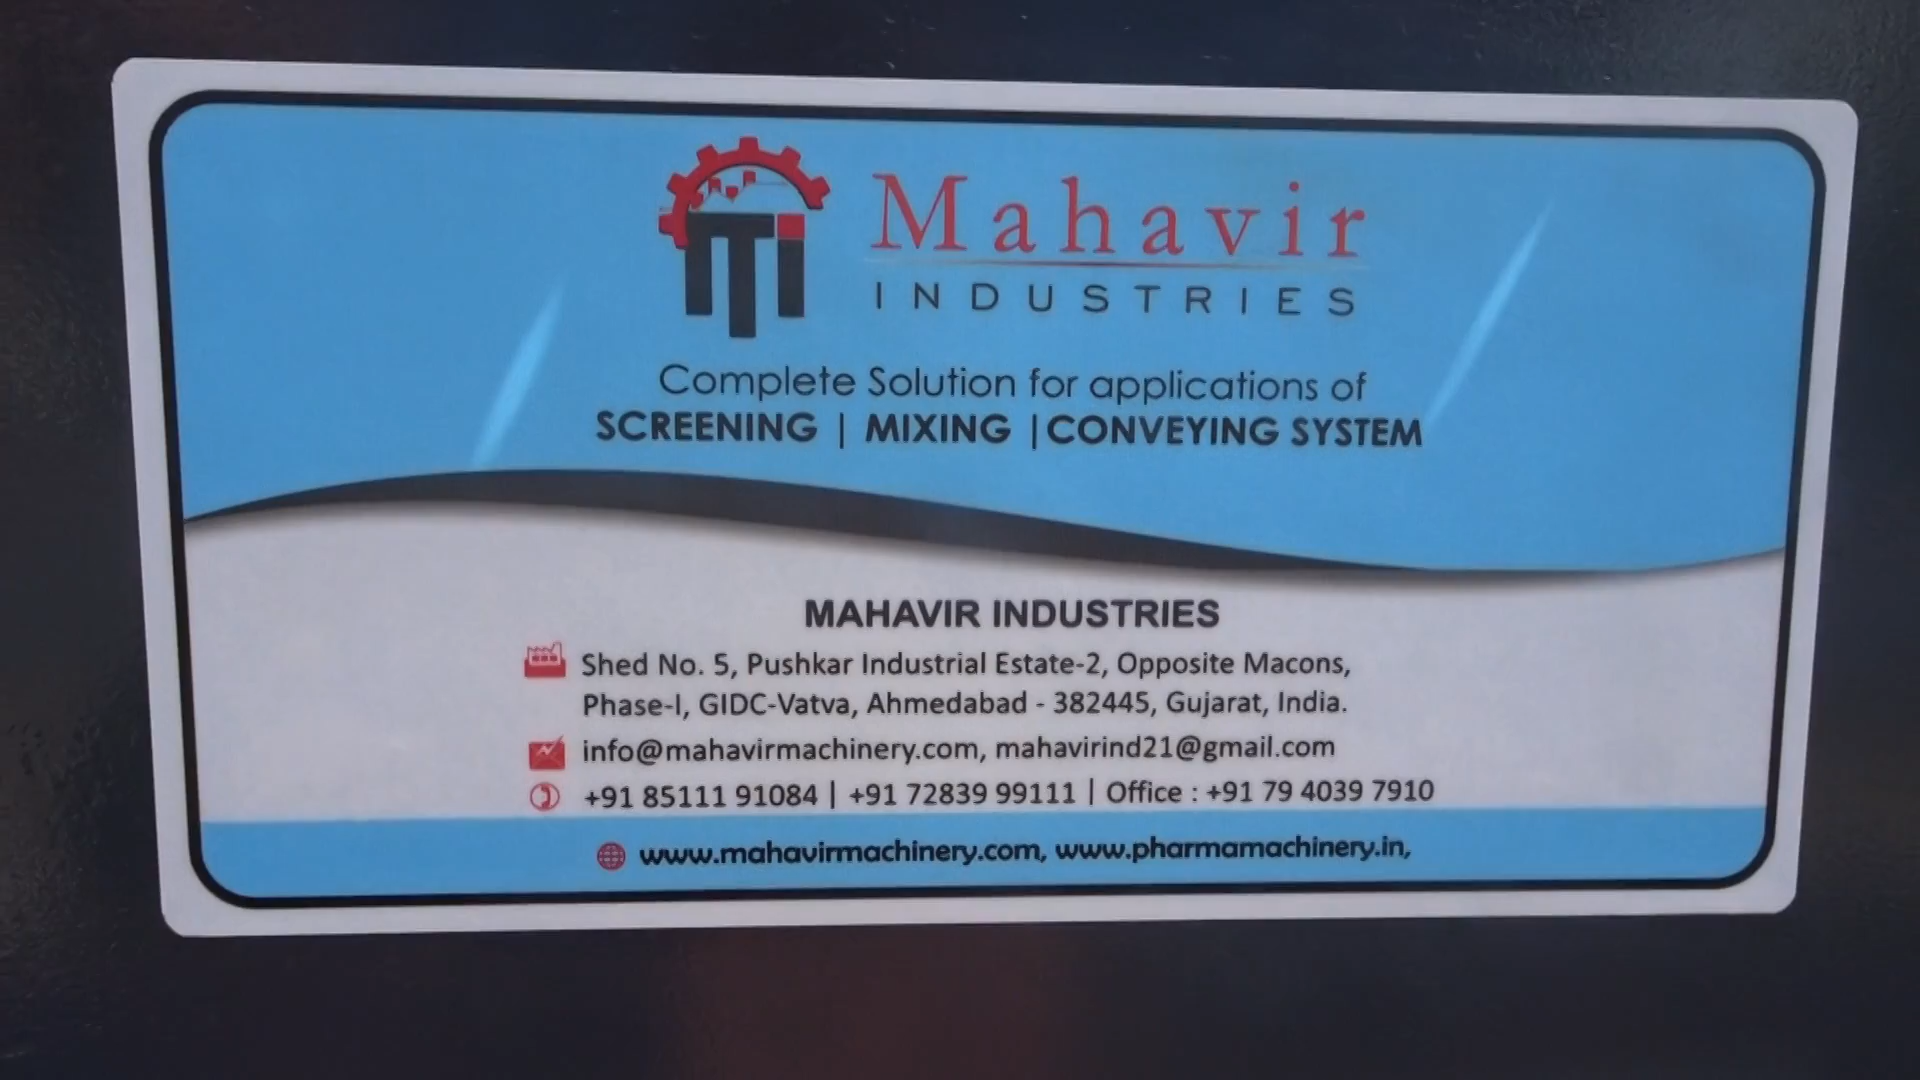 Mahavir
INDUSTRIES
Complete Solution for applications of
SCREENING | MIXING |CONVEYING SYSTEM
MAHAVIR INDUSTRIES
Shed No. 5, Pushkar Industrial Estate-2, Opposite Macons,
Phase-I, GIDC-Vatva, Ahmedabad - 382445, Gujarat, India.
info@mahavirmachinery.com, mahavirind21@gmail.com
+91 85111 91084 | +91 72839 99111 | Office : +91 79 4039 7910
www.mahavirmachinery.com, www.pharmamachinery.in,